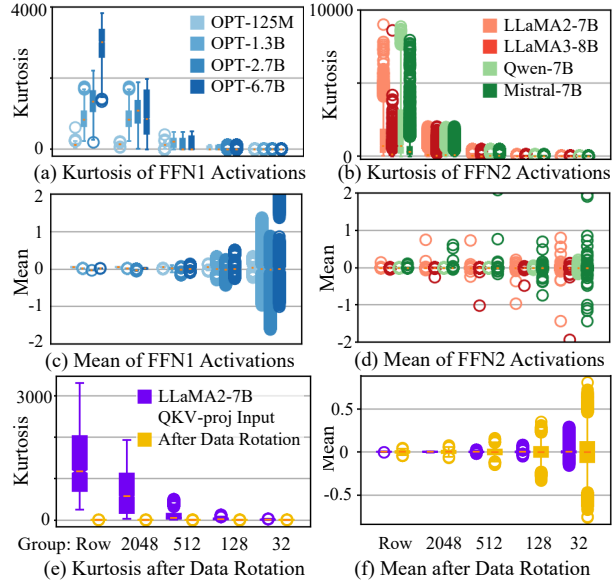 4000
Kurtosis
0
OPT-125M
OPT-1.3B
OPT-2.7B
OPT-6.7B
(a) Kurtosis of FFN1 Activations
10000
Kurtosis
0
LLaMA2-7B
LLaMA3-8B
Qwen-7B
Mistral-7B
(b) Kurtosis of FFN2 Activations
2
1
0
-1
-2
Mean
(c) Mean of FFN1 Activations
2
1
0
-1
-2
Mean
(d) Mean of FFN2 Activations
3000
Kurtosis
0
LLaMA2-7B
QKV-proj Input
After Data Rotation
Group: Row 2048 512 128 32
(e) Kurtosis after Data Rotation
0.5
0
-0.5
Mean
Row 2048 512 128 32
(f) Mean after Data Rotation